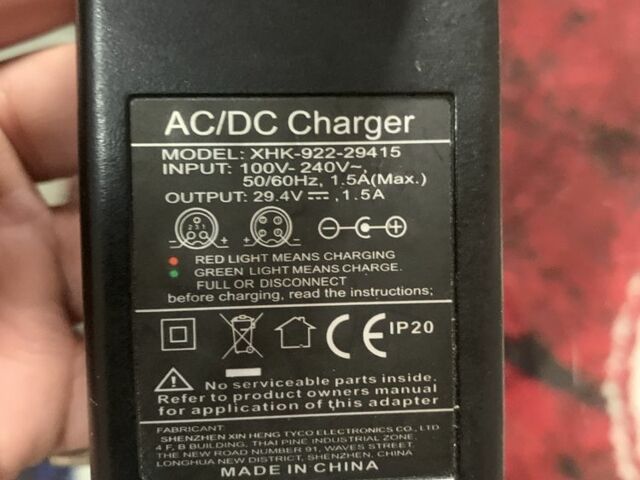 AC/DC Charger
MODEL: XHK-922-29415
INPUT: 100V- 240V~
50/60Hz, 1.5A(Max.)
OUTPUT: 29.4V ⎓, 1.5A
RED LIGHT MEANS CHARGING
GREEN LIGHT MEANS CHARGE.
FULL OR DISCONNECT
before charging, read the instructions;
CE IP20
No serviceable parts inside.
Refer to product owners manual
for application of this adapter
FABRICANT:
SHENZHEN XIN HENG TYCO ELECTRONICS CO., LTD
4 F, B BUILDING, THAI PINE INDUSTRIAL ZONE,
THE NEW ROAD NUMBER 91, WAVES STREET,
LONGHUA NEW DISTRICT, SHENZHEN, CHINA
MADE IN CHINA